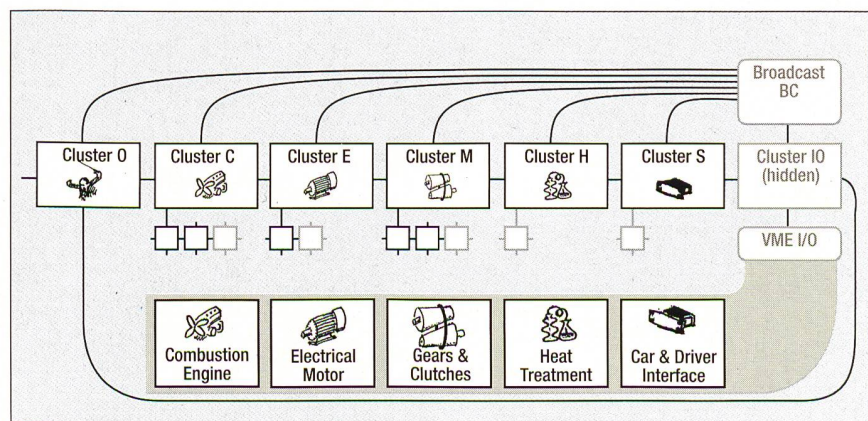 Broadcast
BC
Cluster O
Cluster C
Cluster E
Cluster M
Cluster H
Cluster S
Cluster IO
(hidden)
VME I/O
Combustion
Engine
Electrical
Motor
Gears &
Clutches
Heat
Treatment
Car & Driver
Interface